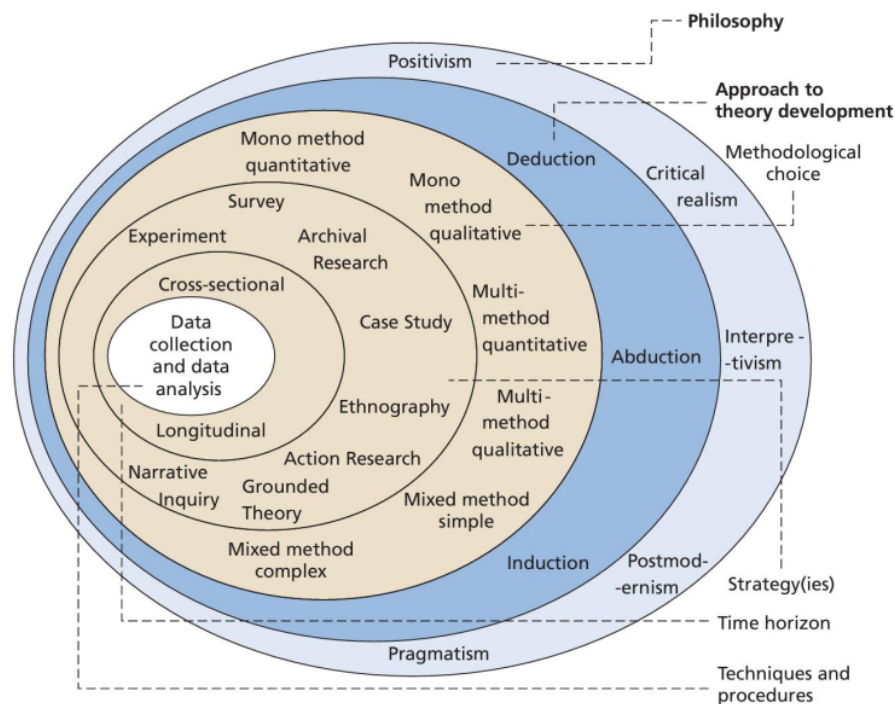 Philosophy
Positivism
Approach to
theory development
Mono method
quantitative
Deduction
Methodological
choice
Critical
realism
Mono
method
qualitative
Survey
Experiment
Archival
Research
Cross-sectional
Multi-
method
quantitative
Data
collection
and data
analysis
Case Study
Abduction
Interpre -
-tivism
Multi-
method
qualitative
Ethnography
Longitudinal
Action Research
Narrative
Inquiry
Grounded
Theory
Mixed method
simple
Mixed method
complex
Induction
Postmod-
-ernism
Strategy(ies)
Time horizon
Pragmatism
Techniques and
procedures